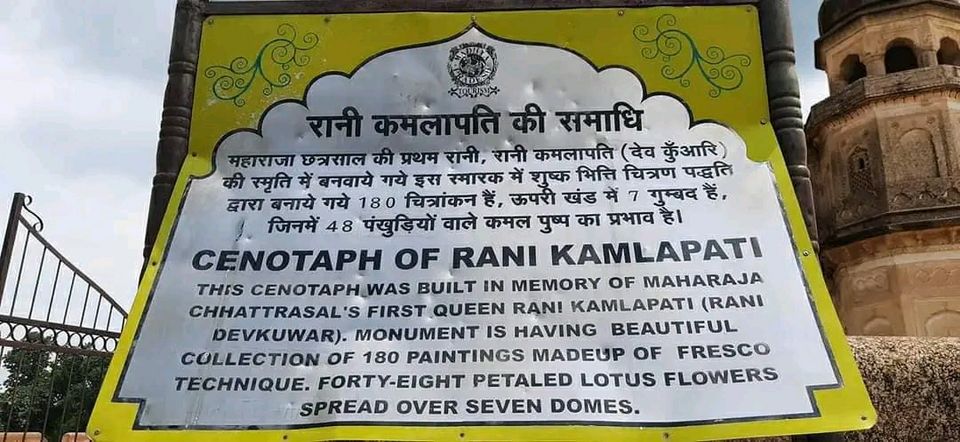 TOURISM
रानी कमलापति की समाधि
महाराजा छत्रसाल की प्रथम रानी, रानी कमलापति (देव कुँआरि)
की स्मृति में बनवाये गये इस स्मारक में शुष्क भित्ति चित्रण पद्धति
द्वारा बनाये गये 180 चित्रांकन हैं, ऊपरी खंड में 7 गुम्बद हैं,
जिनमें 48 पंखुड़ियों वाले कमल पुष्प का प्रभाव है।
CENOTAPH OF RANI KAMLAPATI
THIS CENOTAPH WAS BUILT IN MEMORY OF MAHARAJA
CHHATTRASAL'S FIRST QUEEN RANI KAMLAPATI (RANI
DEVKUWAR). MONUMENT IS HAVING BEAUTIFUL
COLLECTION OF 180 PAINTINGS MADEUP OF FRESCO
TECHNIQUE. FORTY-EIGHT PETALED LOTUS FLOWERS
SPREAD OVER SEVEN DOMES.